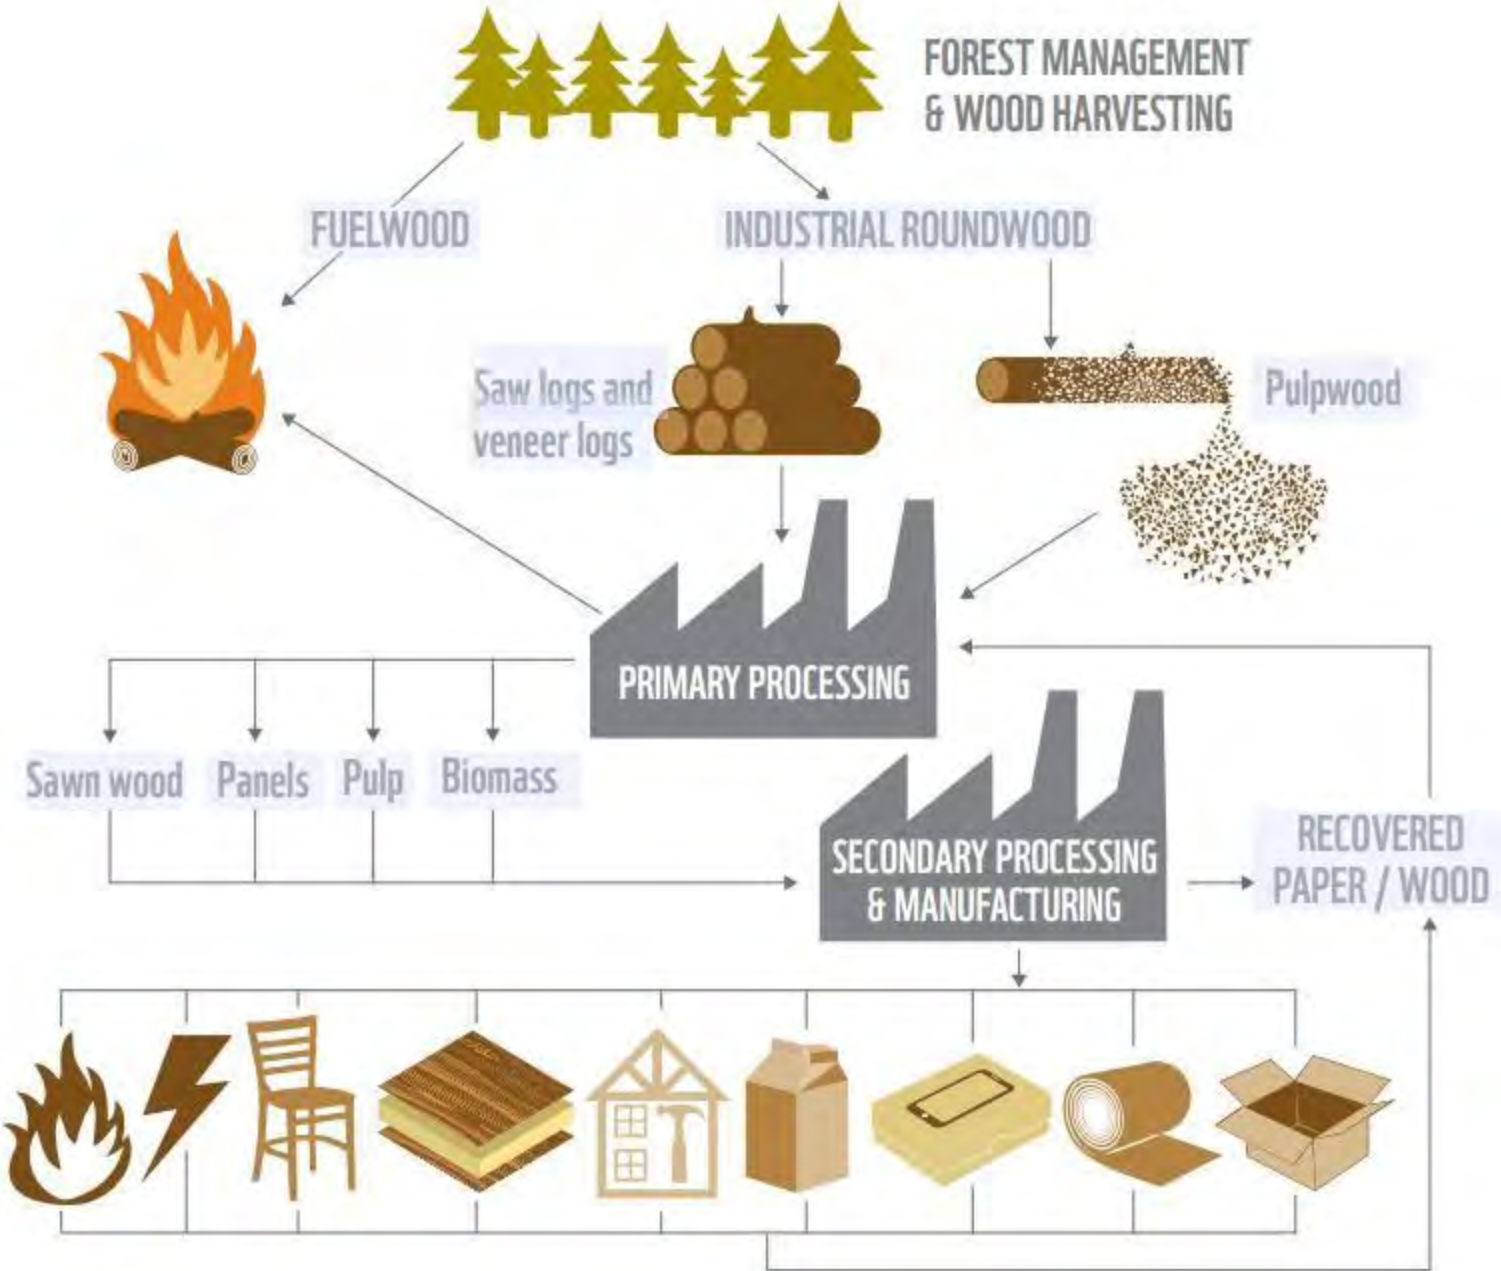 FOREST MANAGEMENT
& WOOD HARVESTING
FUELWOOD
INDUSTRIAL ROUNDWOOD
Saw logs and
veneer logs
Pulpwood
PRIMARY PROCESSING
Sawn wood
Panels
Pulp
Biomass
SECONDARY PROCESSING
& MANUFACTURING
RECOVERED
PAPER / WOOD